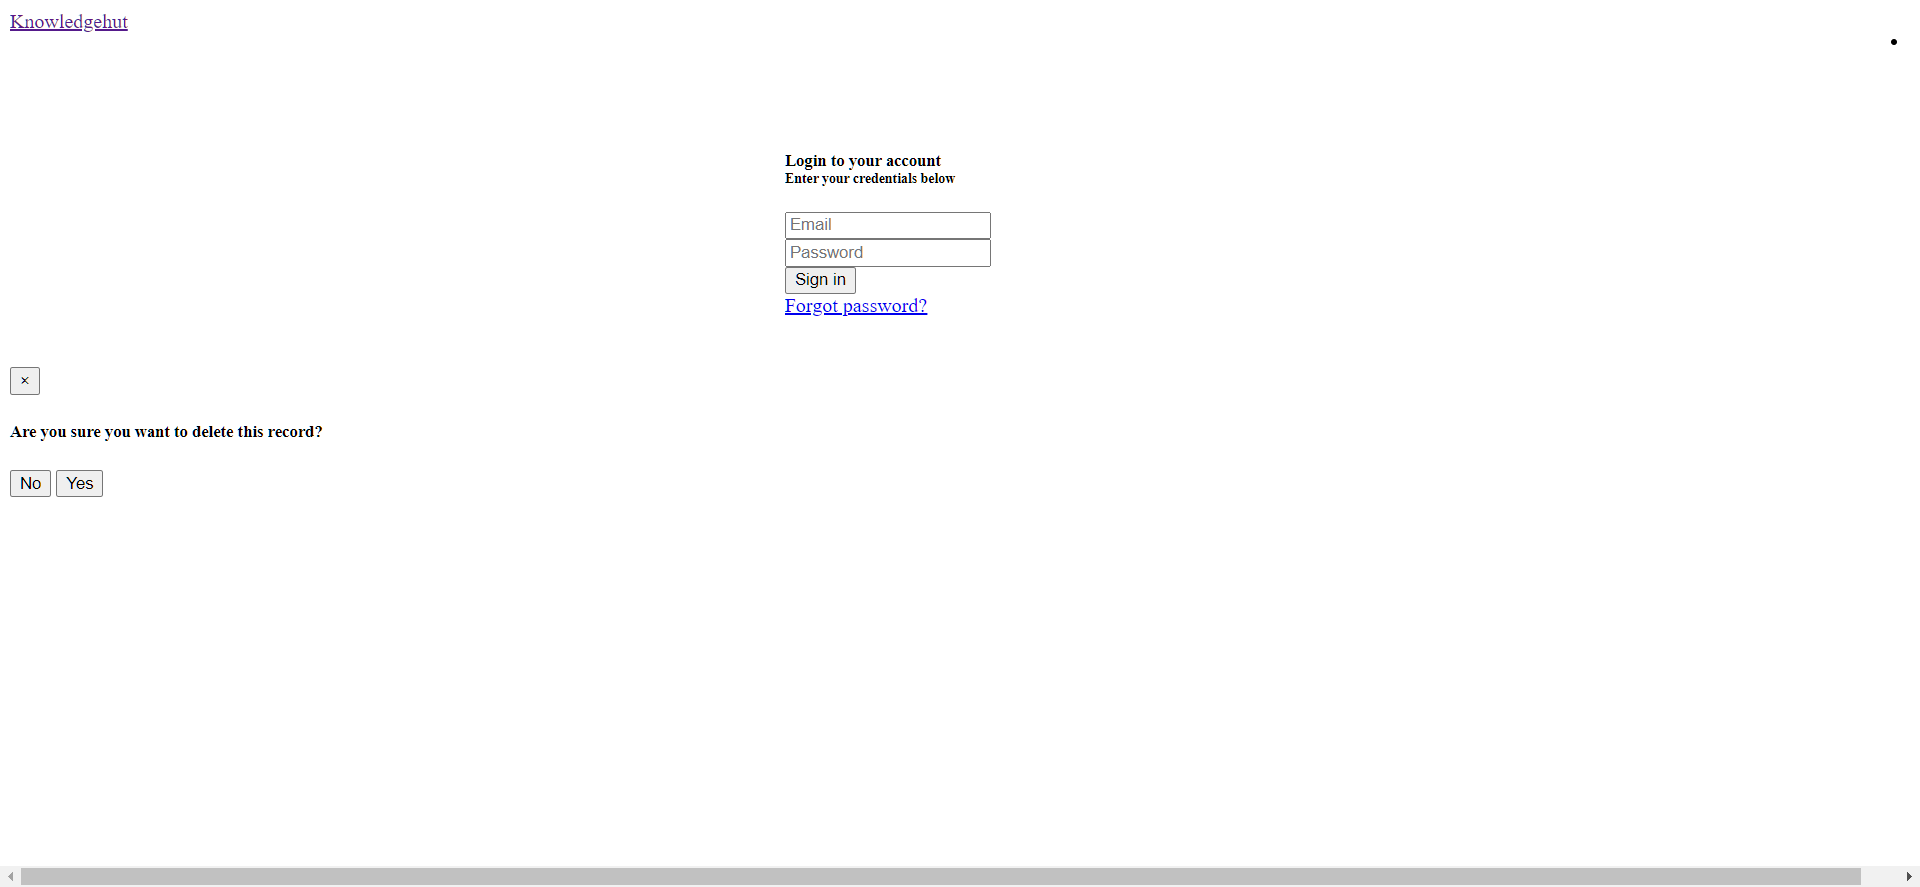 Knowledgehut
Login to your account
Enter your credentials below
Email
Password
Sign in
Forgot password?
×
Are you sure you want to delete this record?
No Yes